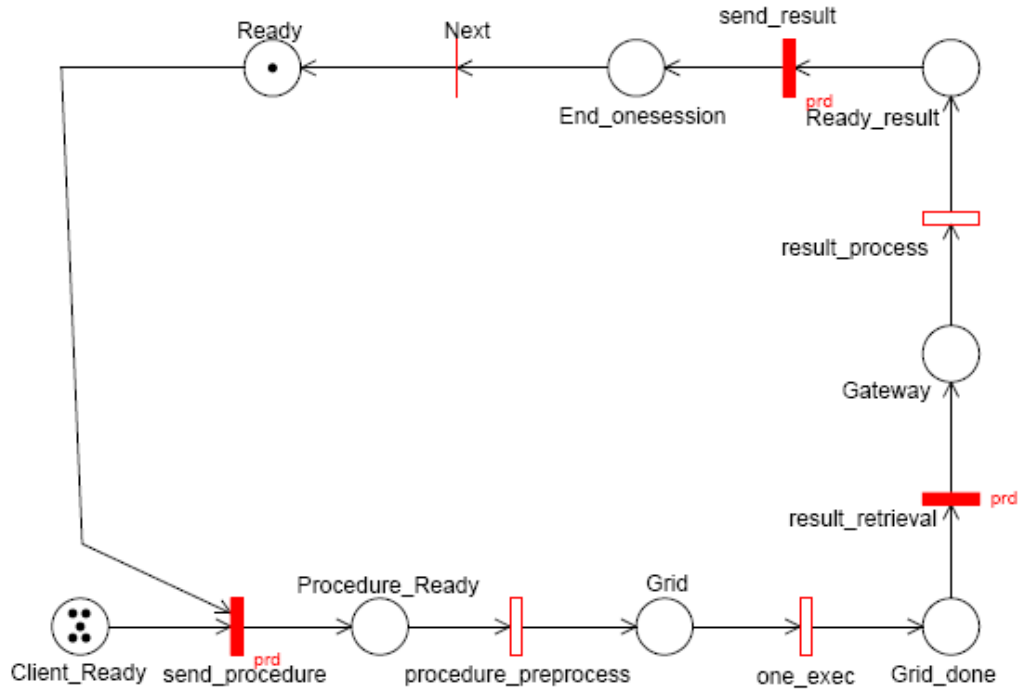 send_result
Ready
Next
prd
End_onesession
Ready_result
result_process
Gateway
prd
result_retrieval
Procedure_Ready
Grid
prd
Client_Ready
send_procedure
procedure_preprocess
one_exec
Grid_done